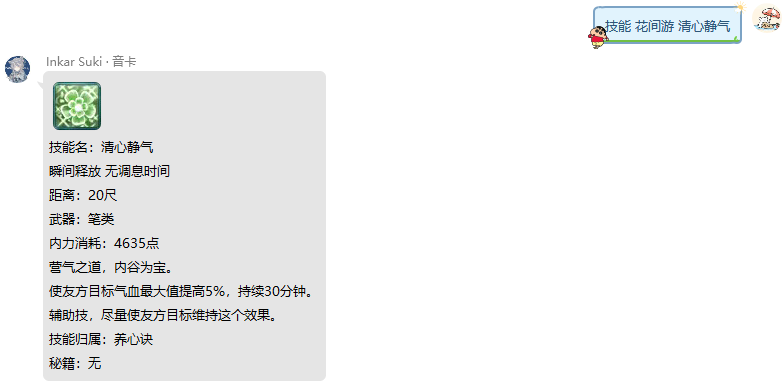 技能 花间游 清心静气
Inkar Suki · 音卡
技能名：清心静气
瞬间释放 无调息时间
距离：20尺
武器：笔类
内力消耗：4635点
营气之道，内谷为宝。
使友方目标气血最大值提高5%，持续30分钟。
辅助技，尽量使友方目标维持这个效果。
技能归属：养心诀
秘籍：无